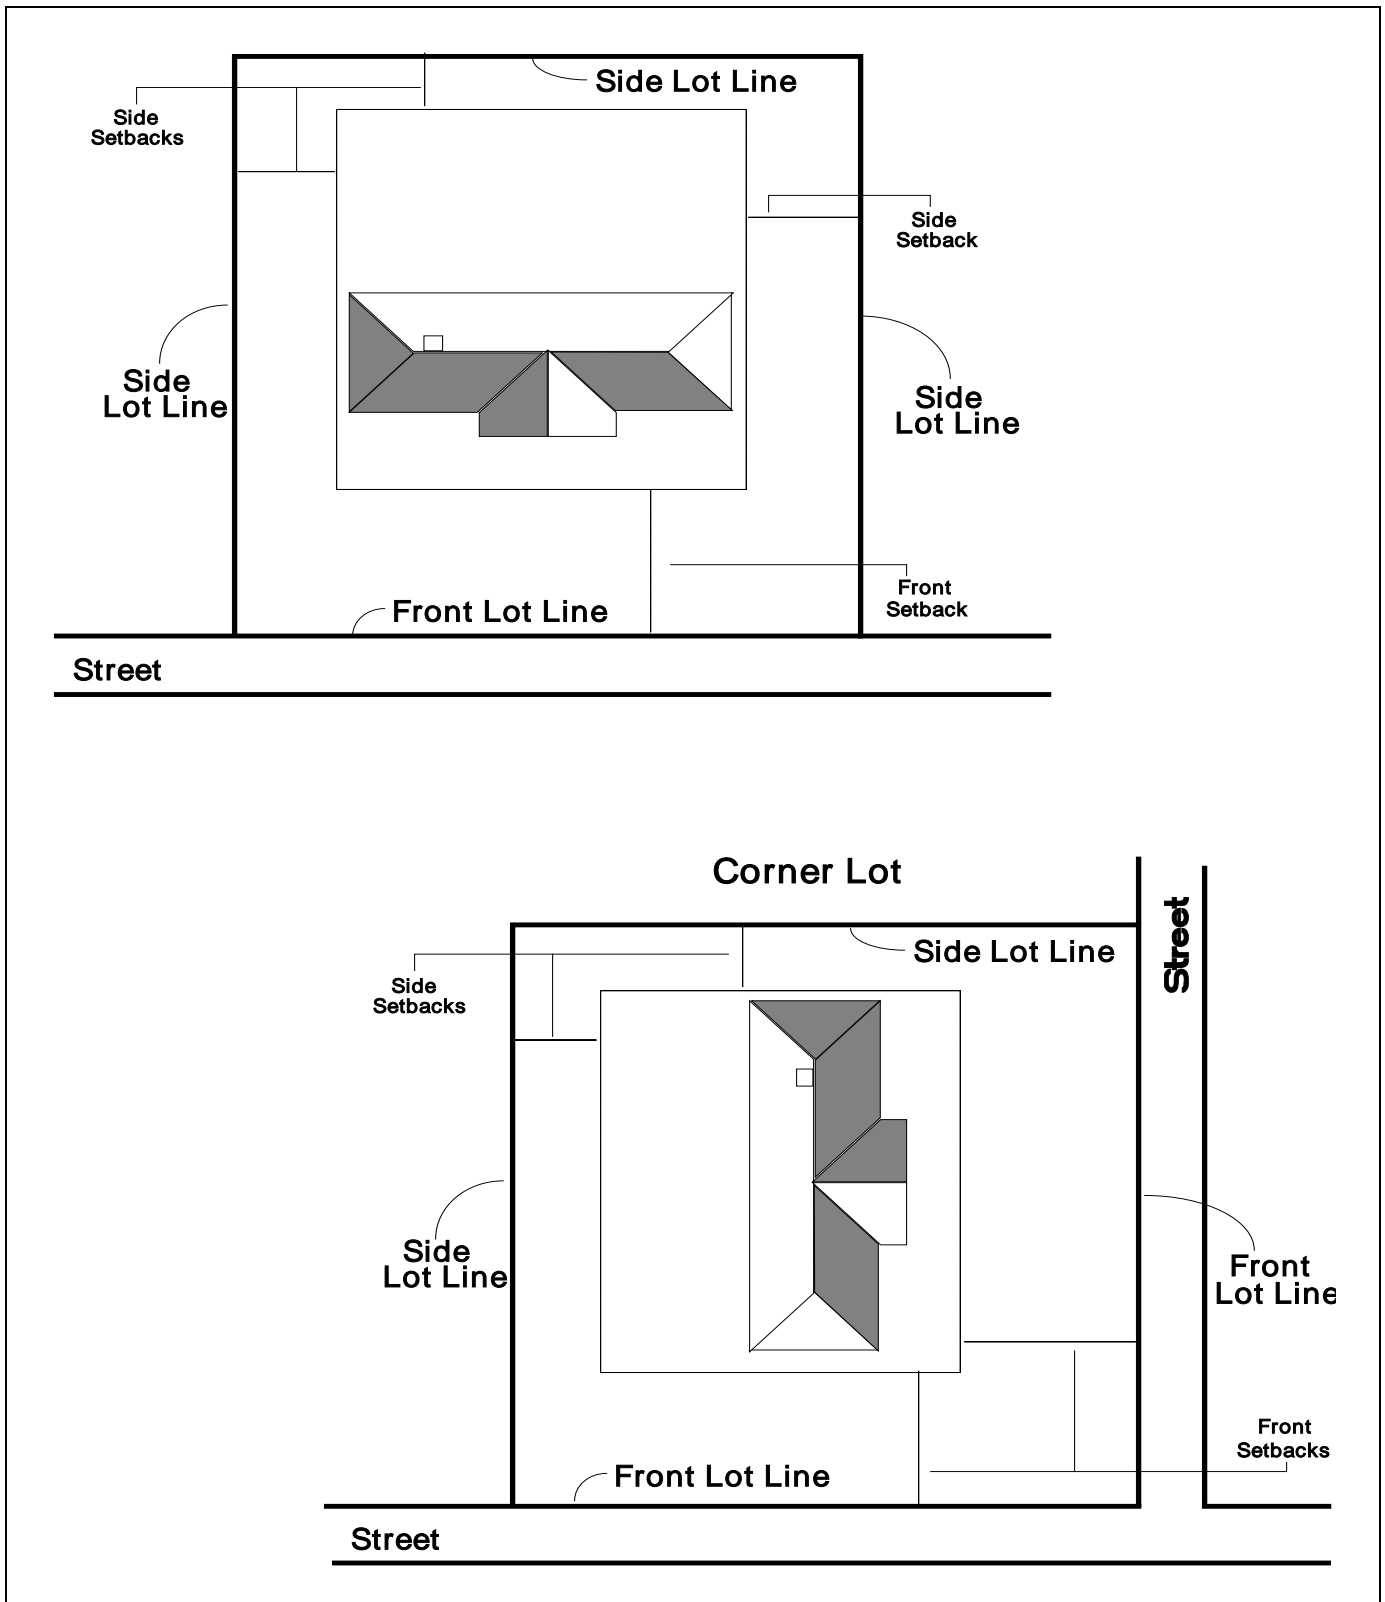 Side Lot Line
Side
Setbacks
Side
Setback
Side
Lot Line
Side
Lot Line
Front
Setback
Front Lot Line
Street
Corner Lot
Street
Side Lot Line
Side
Setbacks
Side
Lot Line
Front
Lot Line
Front
Setbacks
Front Lot Line
Street